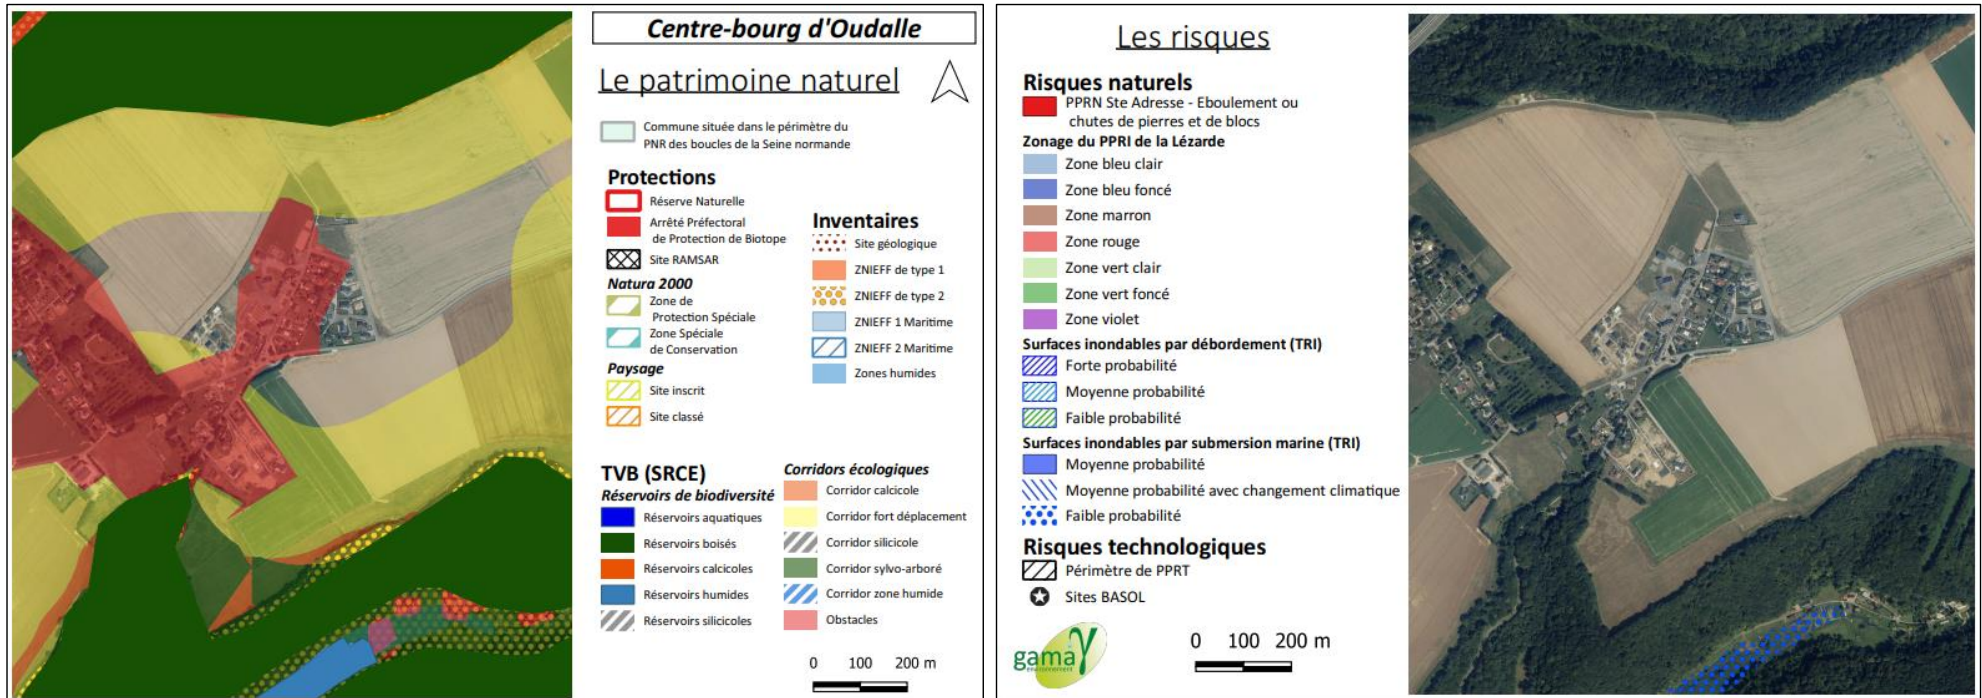 Centre-bourg d'Oudalle
Le patrimoine naturel
Commune située dans le périmètre du
PNR des boucles de la Seine normande
Protections
Réserve Naturelle
Arrêté Préfectoral
de Protection de Biotope
Site RAMSAR
Natura 2000
Zone de
Protection Spéciale
Zone Spéciale
de Conservation
Paysage
Site inscrit
Site classé
Inventaires
Site géologique
ZNIEFF de type 1
ZNIEFF de type 2
ZNIEFF 1 Maritime
ZNIEFF 2 Maritime
Zones humides
TVB (SRCE)
Réservoirs de biodiversité
Réservoirs aquatiques
Réservoirs boisés
Réservoirs calcicoles
Réservoirs humides
Réservoirs silicicoles
Corridors écologiques
Corridor calcicole
Corridor fort déplacement
Corridor silicicole
Corridor sylvo-arboré
Corridor zone humide
Obstacles
0 100 200 m
Les risques
Risques naturels
PPRN Ste Adresse - Eboulement ou
chutes de pierres et de blocs
Zonage du PPRI de la Lézarde
Zone bleu clair
Zone bleu foncé
Zone marron
Zone rouge
Zone vert clair
Zone vert foncé
Zone violet
Surfaces inondables par débordement (TRI)
Forte probabilité
Moyenne probabilité
Faible probabilité
Surfaces inondables par submersion marine (TRI)
Moyenne probabilité
Moyenne probabilité avec changement climatique
Faible probabilité
Risques technologiques
Périmètre de PPRT
Sites BASOL
gama
environnement
0 100 200 m